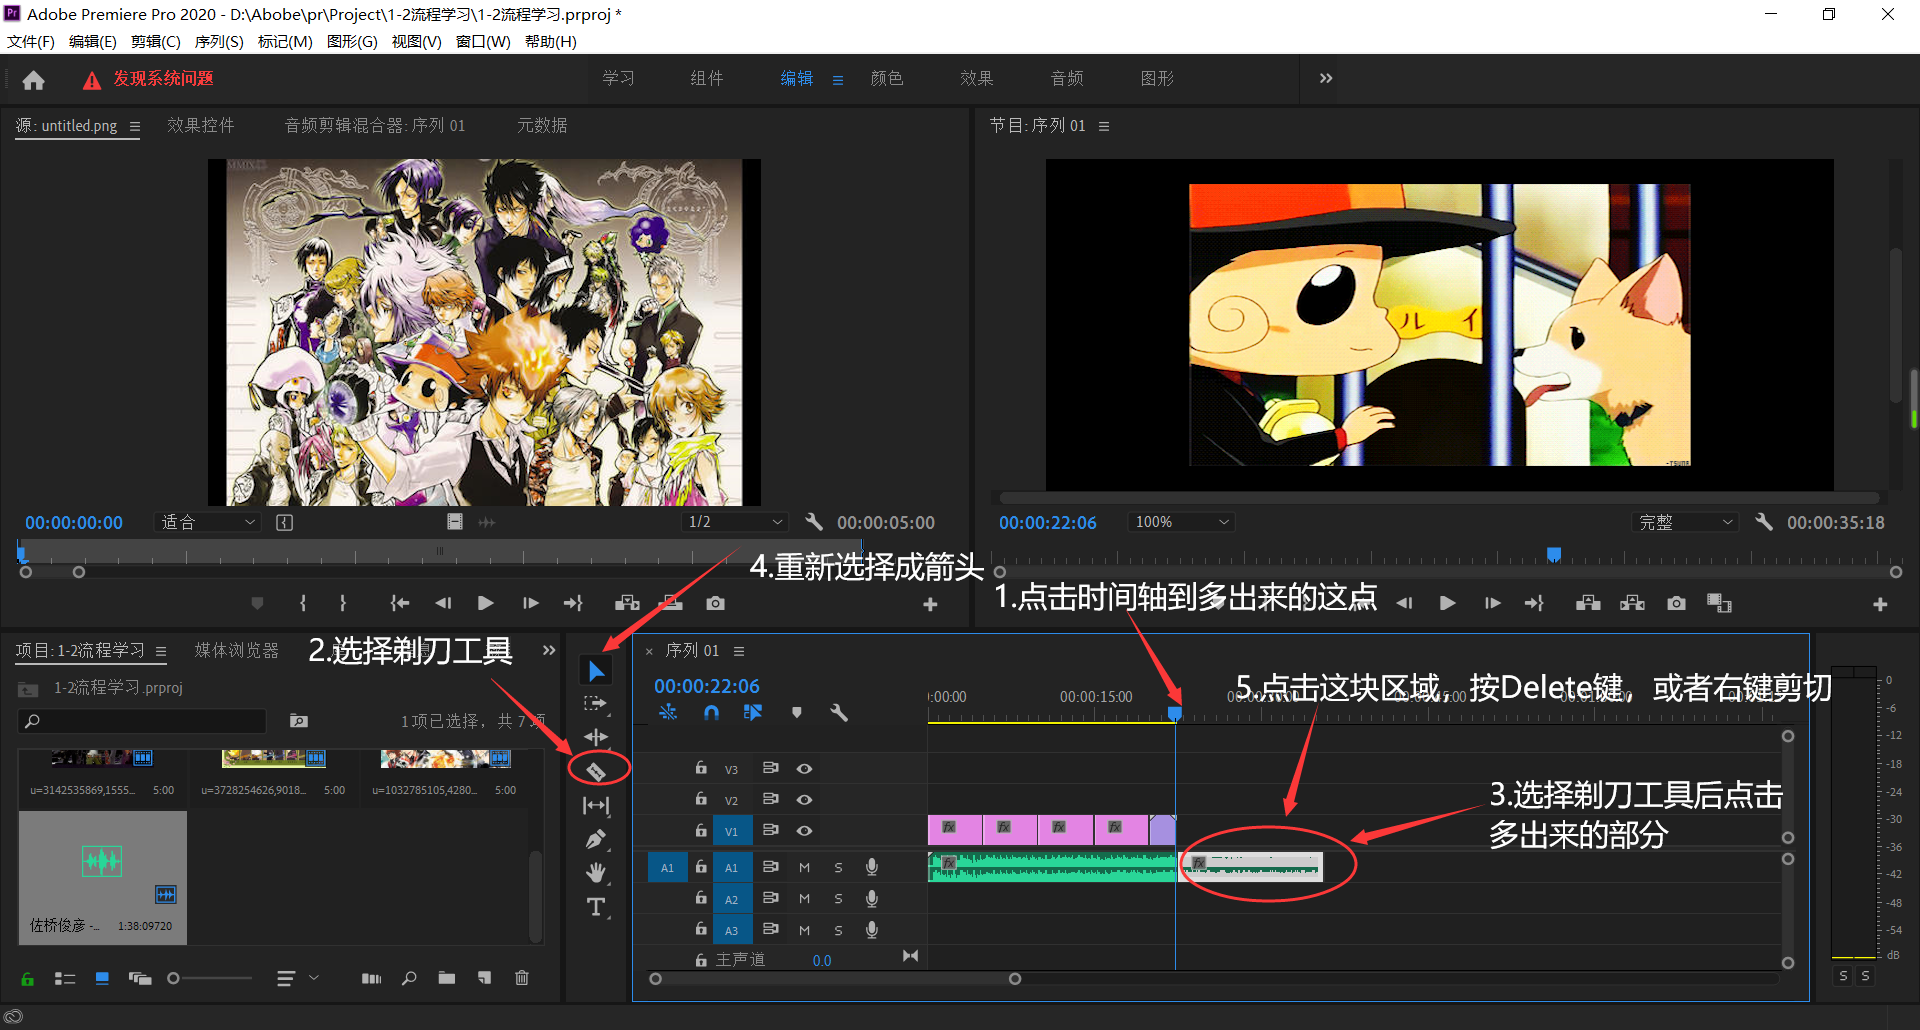 Adobe Premiere Pro 2020 - D:\Abobe\pr\Project\1-2流程学习\1-2流程学习.prproj *
文件(F) 编辑(E) 剪辑(C) 序列(S) 标记(M) 图形(G) 视图(V) 窗口(W) 帮助(H)
发现系统问题
学习 组件 编辑 颜色 效果 音频 图形
源: untitled.png 效果控件 音频剪辑混合器: 序列 01 元数据
节目: 序列 01
MMIX
ルイ
-TSUNA
00:00:00:00 适合 1/2 00:00:05:00
00:00:22:06 100% 完整 00:00:35:18
4.重新选择成箭头
1.点击时间轴到多出来的这点
项目: 1-2流程学习 媒体浏览器
2.选择剃刀工具
1-2流程学习.prproj
1项已选择，共 7 项
u=3142535869,1555... 5:00
u=3728254626,9018... 5:00
u=1032785105,4280... 5:00
佐桥俊彦 -... 1:38:09720
序列 01
00:00:22:06
:00:00 00:00:15:00
5.点击这块区域，按Delete键，或者右键剪切
3.选择剃刀工具后点击
多出来的部分
V3
V2
V1
fx fx fx fx
A1 A1 M S
fx fx
A2 M S
A3 M S
主声道 0.0
0
-6
-12
-18
-24
-30
-36
-42
-48
-54
dB
S S